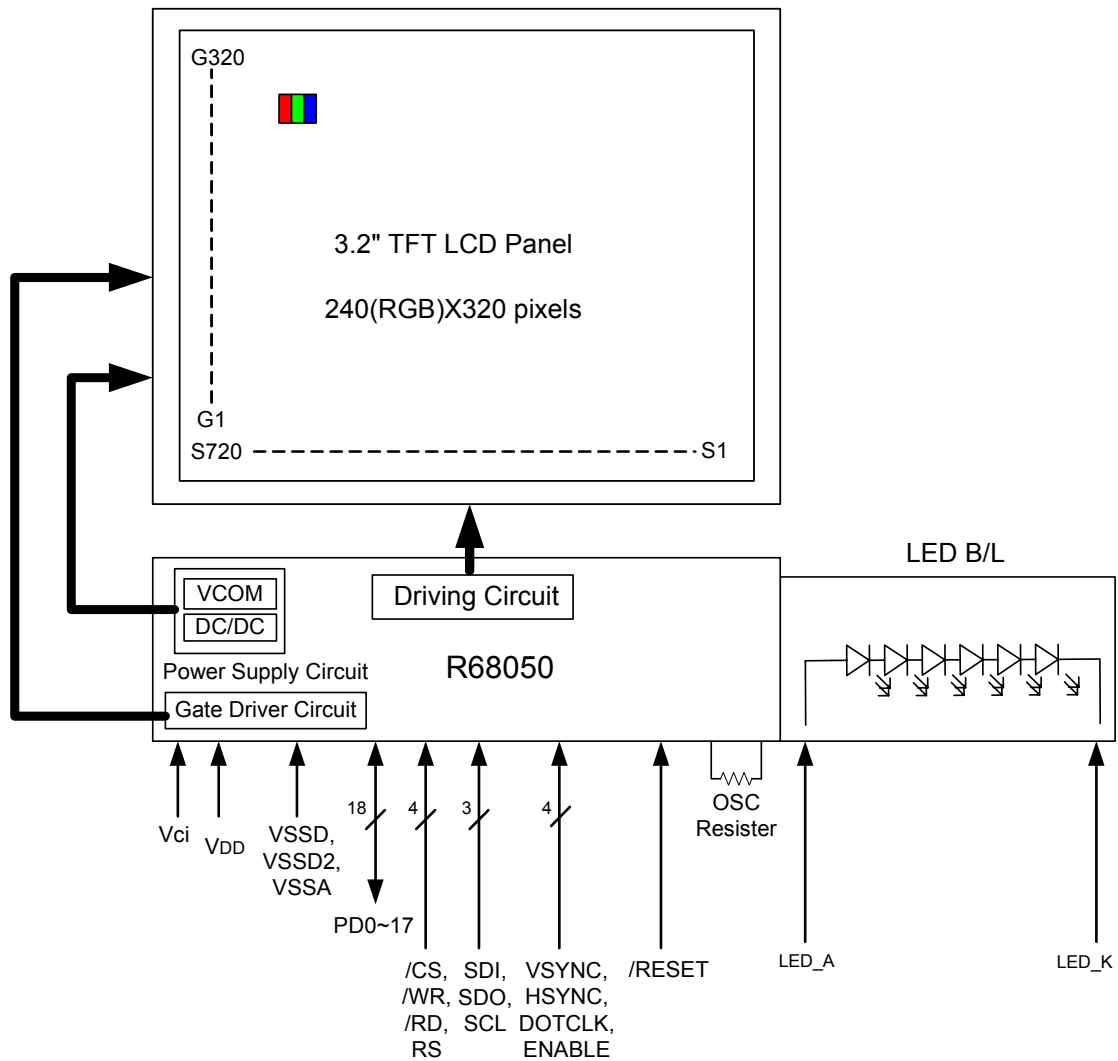 G320
3.2" TFT LCD Panel
240(RGB)X320 pixels
G1
S720
S1
LED B/L
VCOM
DC/DC
Driving Circuit
Power Supply Circuit
R68050
Gate Driver Circuit
18
4
3
4
OSC
Resister
Vci
VDD
VSSD,
VSSD2,
VSSA
PD0~17
/CS,
/WR,
/RD,
RS
SDI,
SDO,
SCL
VSYNC,
HSYNC,
DOTCLK,
ENABLE
/RESET
LED_A
LED_K